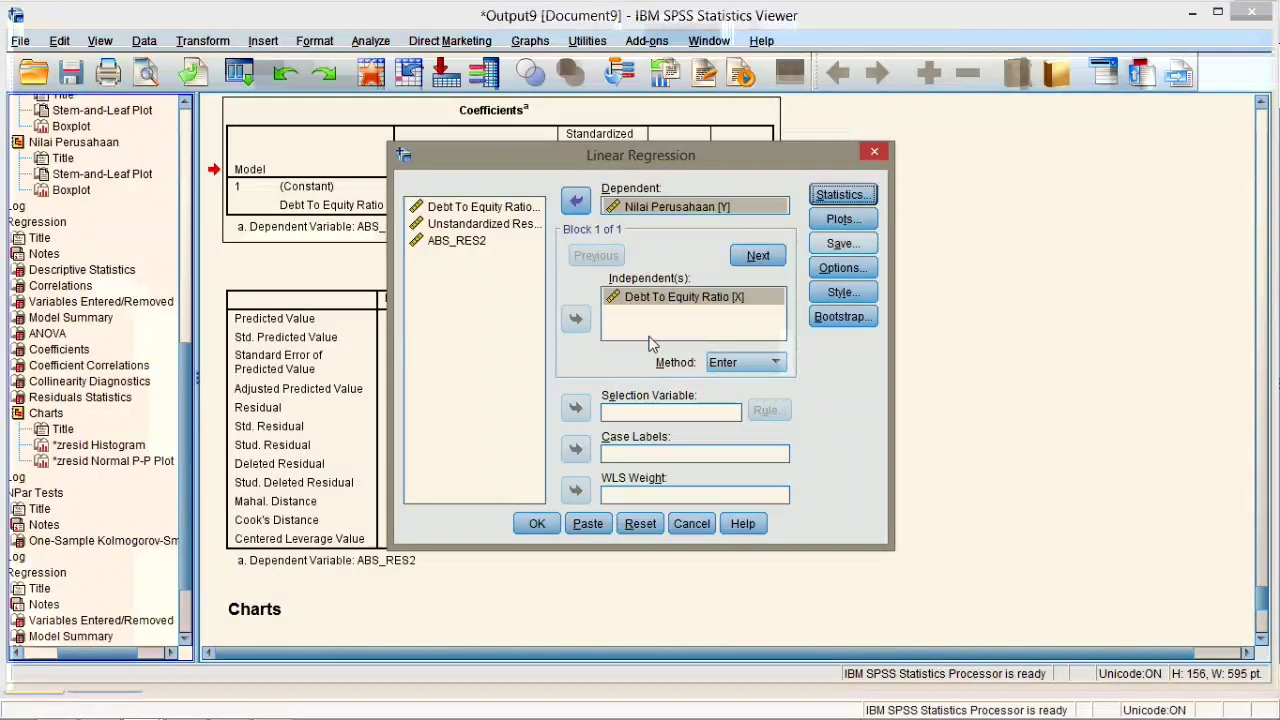 *Output9 [Document9] - IBM SPSS Statistics Viewer
File Edit View Data Transform Insert Format Analyze Direct Marketing Graphs Utilities Add-ons Window Help
Title
Stem-and-Leaf Plot
Boxplot
Nilai Perusahaan
Title
Stem-and-Leaf Plot
Boxplot
Log
Regression
Title
Notes
Descriptive Statistics
Correlations
Variables Entered/Removed
Model Summary
ANOVA
Coefficients
Coefficient Correlations
Collinearity Diagnostics
Residuals Statistics
Charts
Title
*zresid Histogram
*zresid Normal P-P Plot
Log
NPar Tests
Title
Notes
One-Sample Kolmogorov-Sm
Log
Regression
Title
Notes
Variables Entered/Removed
Model Summary
Coefficientsa
Standardized
Model
1 (Constant)
Debt To Equity Ratio
a. Dependent Variable: ABS_
Predicted Value
Std. Predicted Value
Standard Error of
Predicted Value
Adjusted Predicted Value
Residual
Std. Residual
Stud. Residual
Deleted Residual
Stud. Deleted Residual
Mahal. Distance
Cook's Distance
Centered Leverage Value
a. Dependent Variable: ABS_RES2
Charts
Linear Regression
Debt To Equity Ratio...
Unstandardized Res...
ABS_RES2
Dependent:
Nilai Perusahaan [Y]
Block 1 of 1
Previous Next
Independent(s):
Debt To Equity Ratio [X]
Method: Enter
Selection Variable:
Rule...
Case Labels:
WLS Weight:
Statistics...
Plots...
Save...
Options...
Style...
Bootstrap...
OK Paste Reset Cancel Help
IBM SPSS Statistics Processor is ready Unicode:ON H: 156, W: 595 pt.
IBM SPSS Statistics Processor is ready Unicode:ON